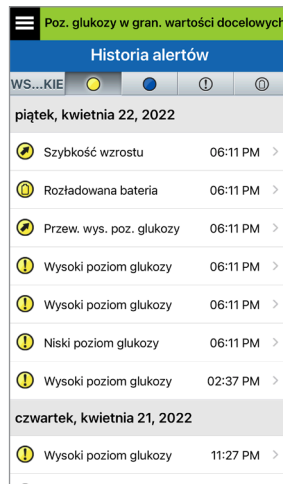 Poz. glukozy w gran. wartości docelowych
Historia alertów
WS...KIE
piątek, kwietnia 22, 2022
Szybkość wzrostu 06:11 PM
Rozładowana bateria 06:11 PM
Przew. wys. poz. glukozy 06:11 PM
Wysoki poziom glukozy 06:11 PM
Wysoki poziom glukozy 06:11 PM
Niski poziom glukozy 06:11 PM
Wysoki poziom glukozy 02:37 PM
czwartek, kwietnia 21, 2022
Wysoki poziom glukozy 11:27 PM